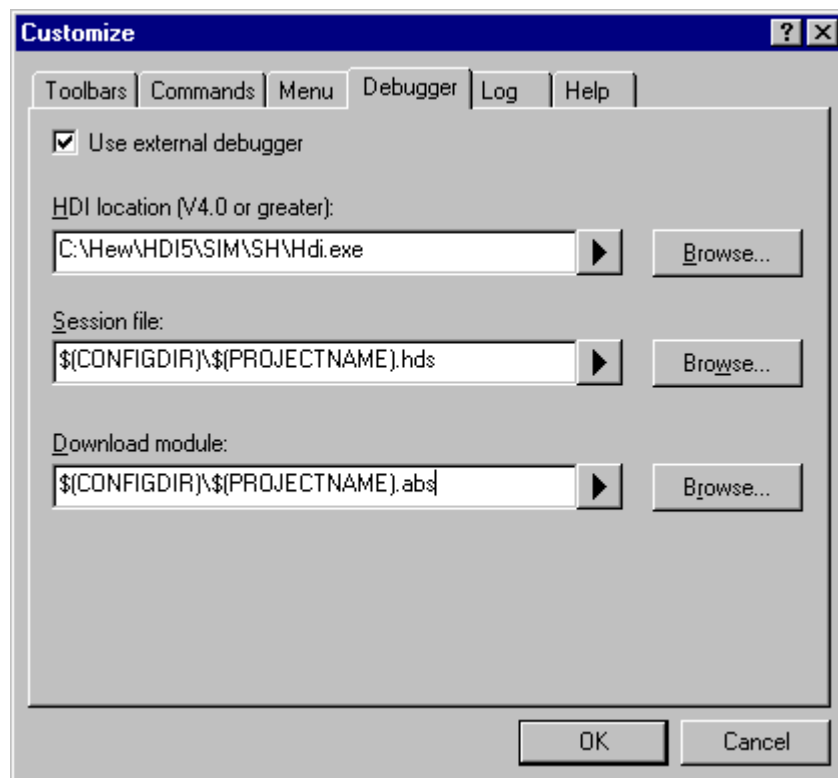 Customize
Toolbars Commands Menu Debugger Log Help
Use external debugger
HDI location (V4.0 or greater):
C:\Hew\HDI5\SIM\SH\Hdi.exe Browse...
Session file:
$(CONFIGDIR)\$(PROJECTNAME).hds Browse...
Download module:
$(CONFIGDIR)\$(PROJECTNAME).abs Browse...
OK Cancel